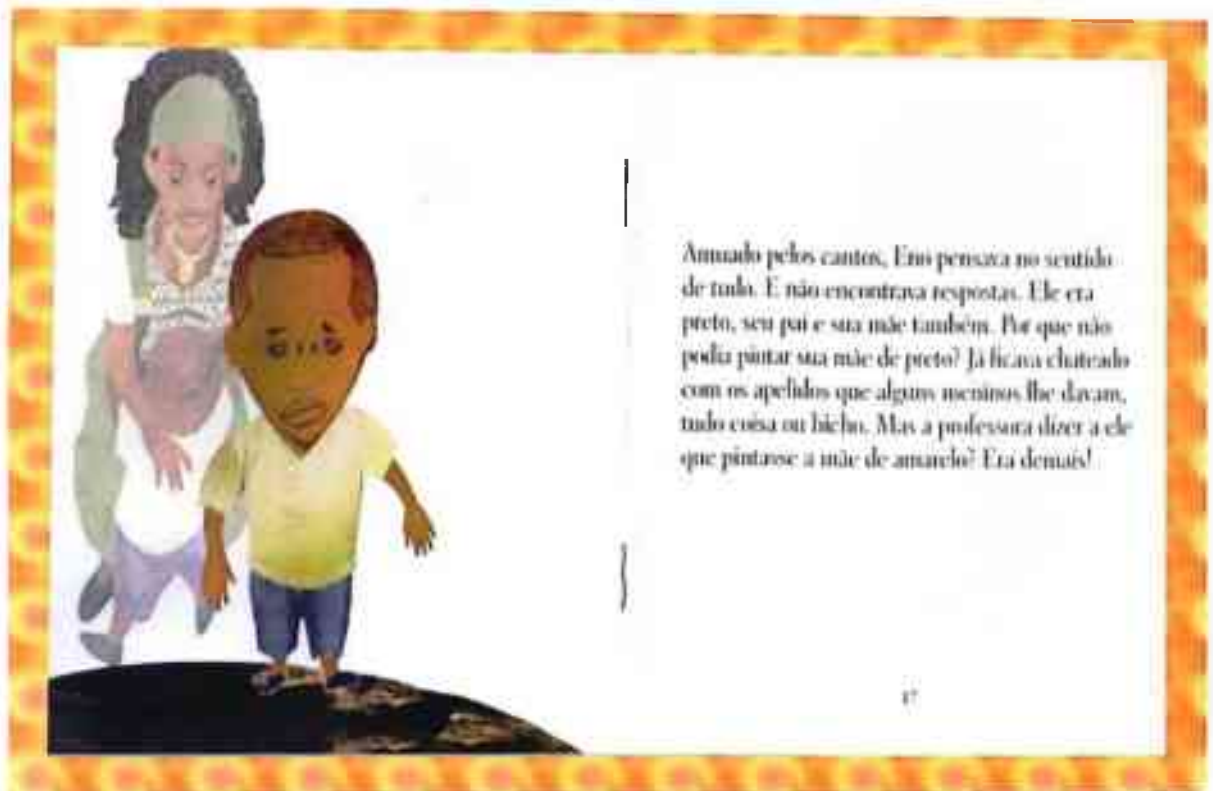 Amuado pelos cantos, Eno pensava no sentido
de tudo. E não encontrava respostas. Ele era
preto, seu pai e sua mãe também. Por que não
podia pintar sua mãe de preto? Já ficava chateado
com os apelidos que alguns meninos lhe davam,
tudo coisa ou bicho. Mas a professora dizer a ele
que pintasse a mãe de amarelo? Era demais!
17